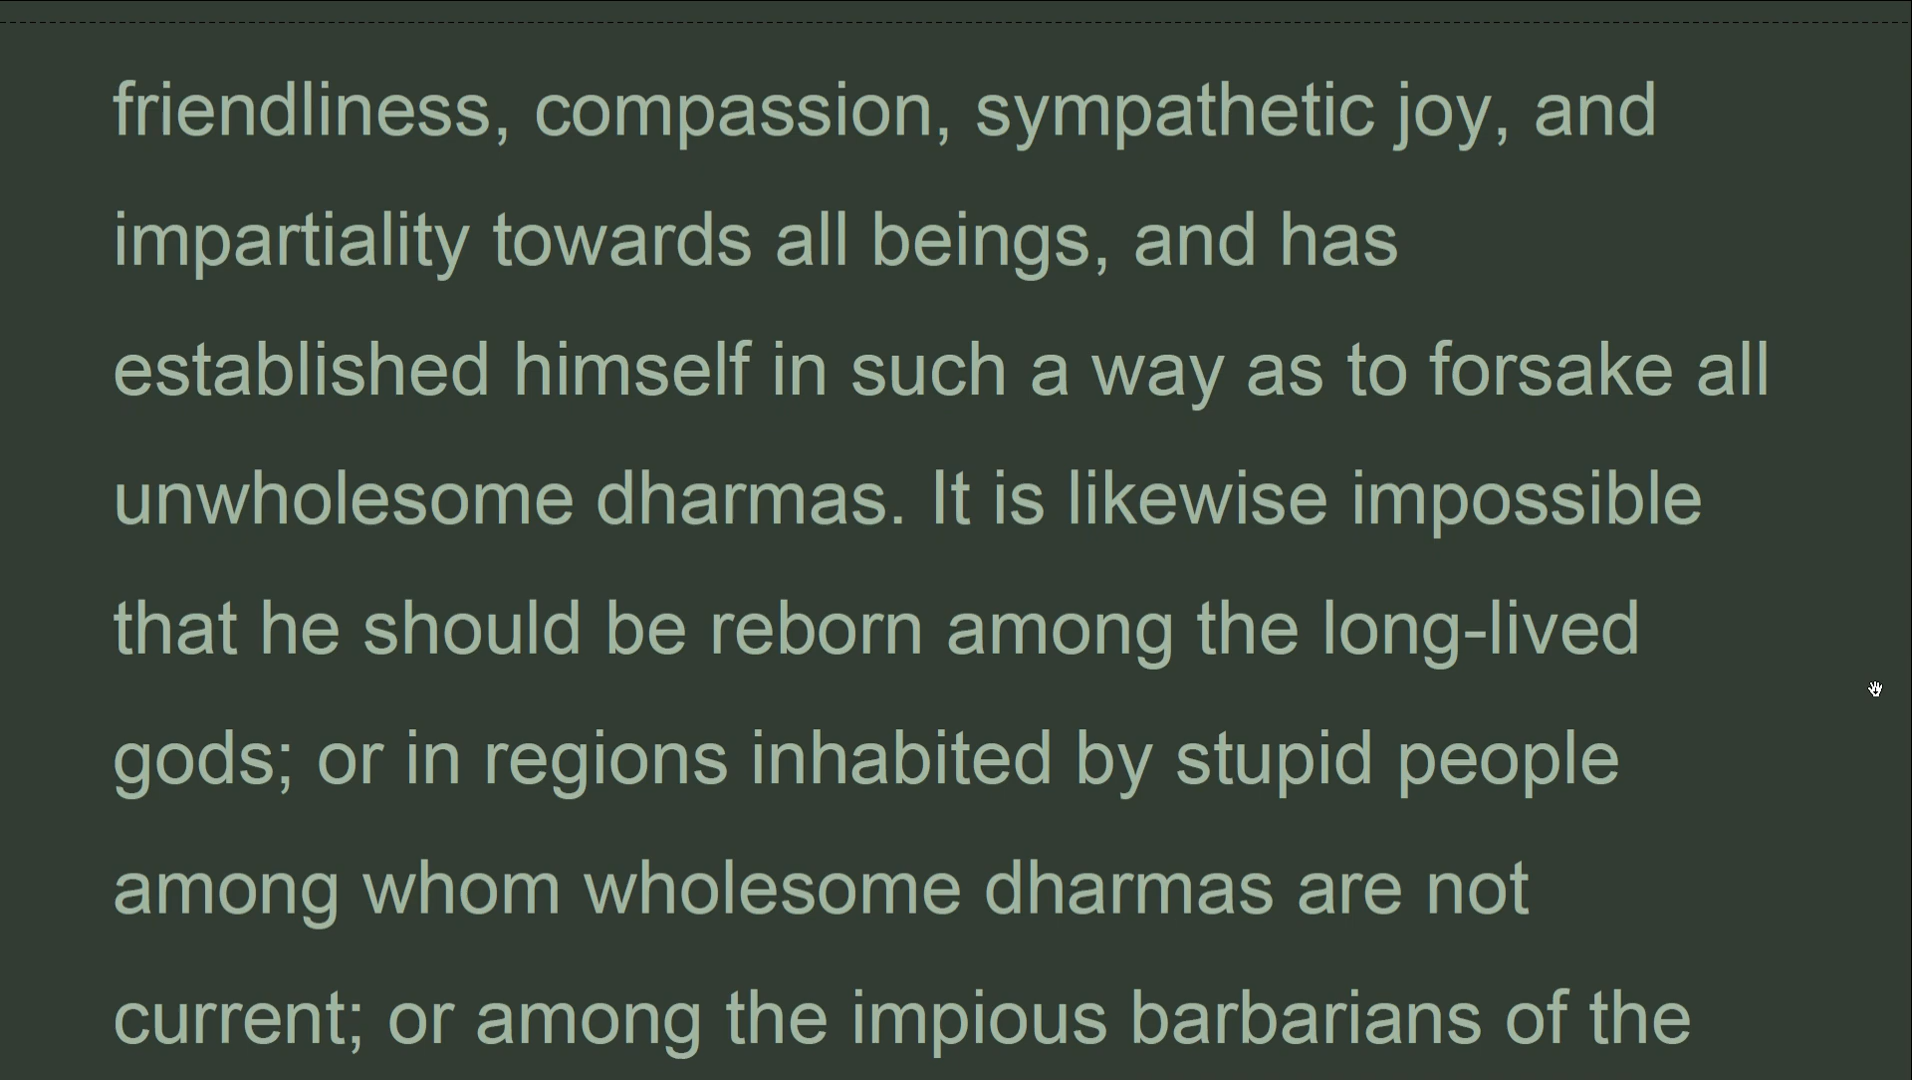 friendliness, compassion, sympathetic joy, and
impartiality towards all beings, and has
established himself in such a way as to forsake all
unwholesome dharmas. It is likewise impossible
that he should be reborn among the long-lived
gods; or in regions inhabited by stupid people
among whom wholesome dharmas are not
current; or among the impious barbarians of the